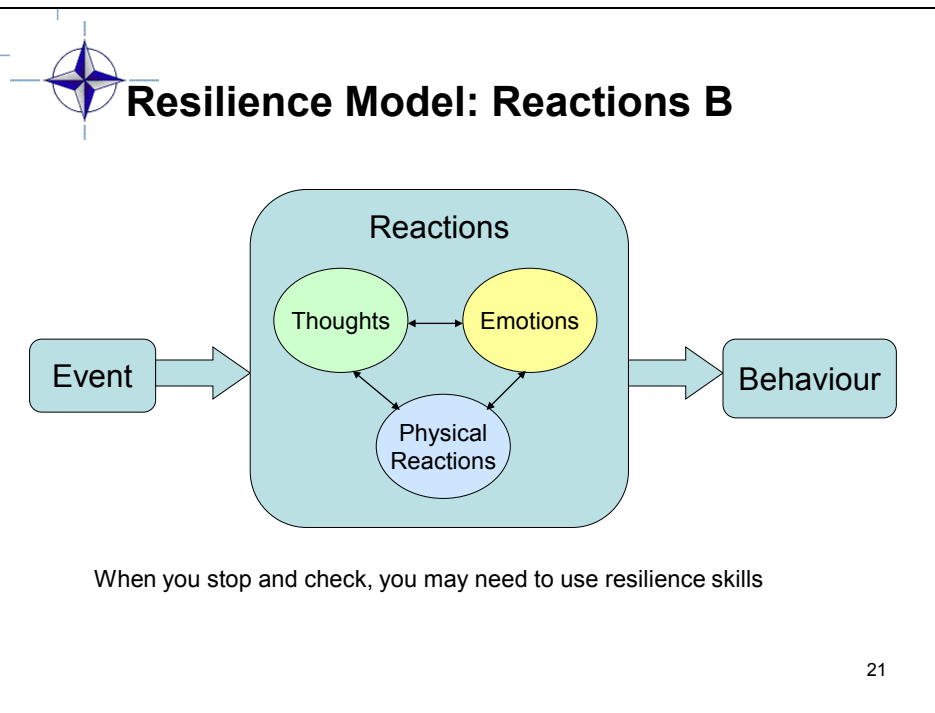 Resilience Model: Reactions B
Reactions
Thoughts
Emotions
Event
Behaviour
Physical
Reactions
When you stop and check, you may need to use resilience skills
21